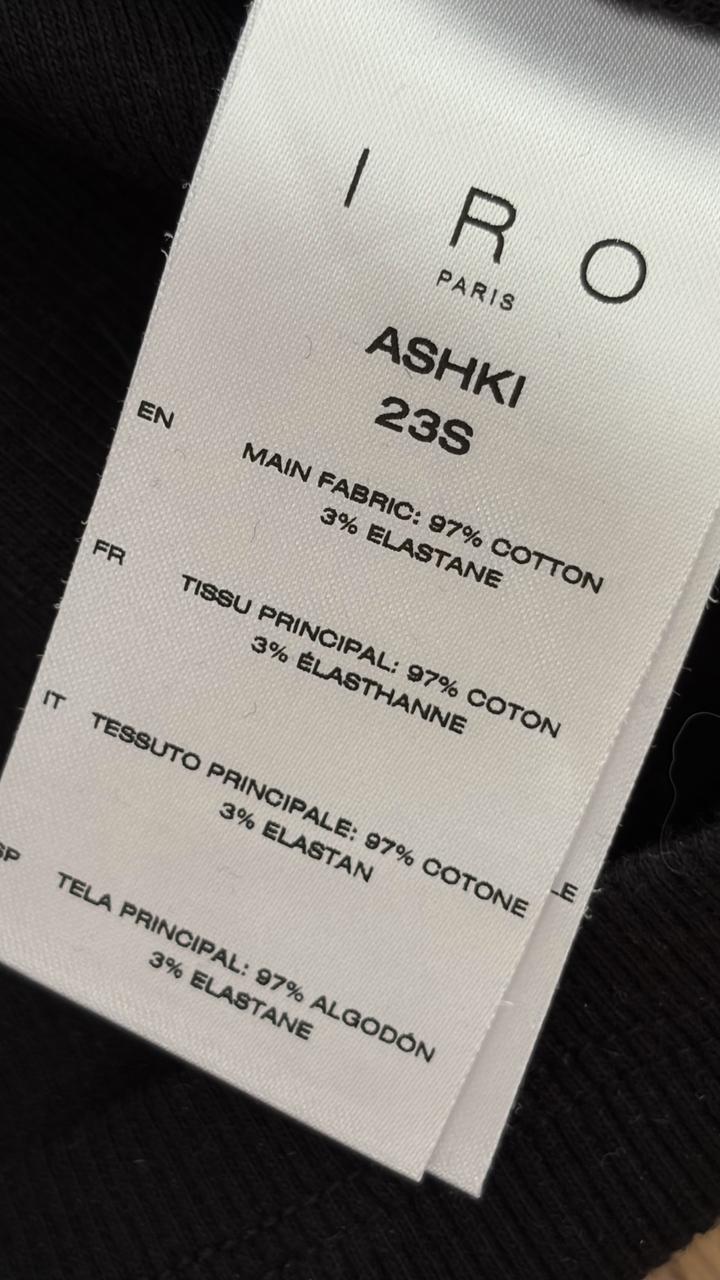 I R O
PARIS
ASHKI
23S
EN
MAIN FABRIC: 97% COTTON
3% ELASTANE
FR
TISSU PRINCIPAL: 97% COTON
3% ÉLASTHANNE
IT
TESSUTO PRINCIPALE: 97% COTONE
3% ELASTAN
SP
TELA PRINCIPAL: 97% ALGODÓN
3% ELASTANE